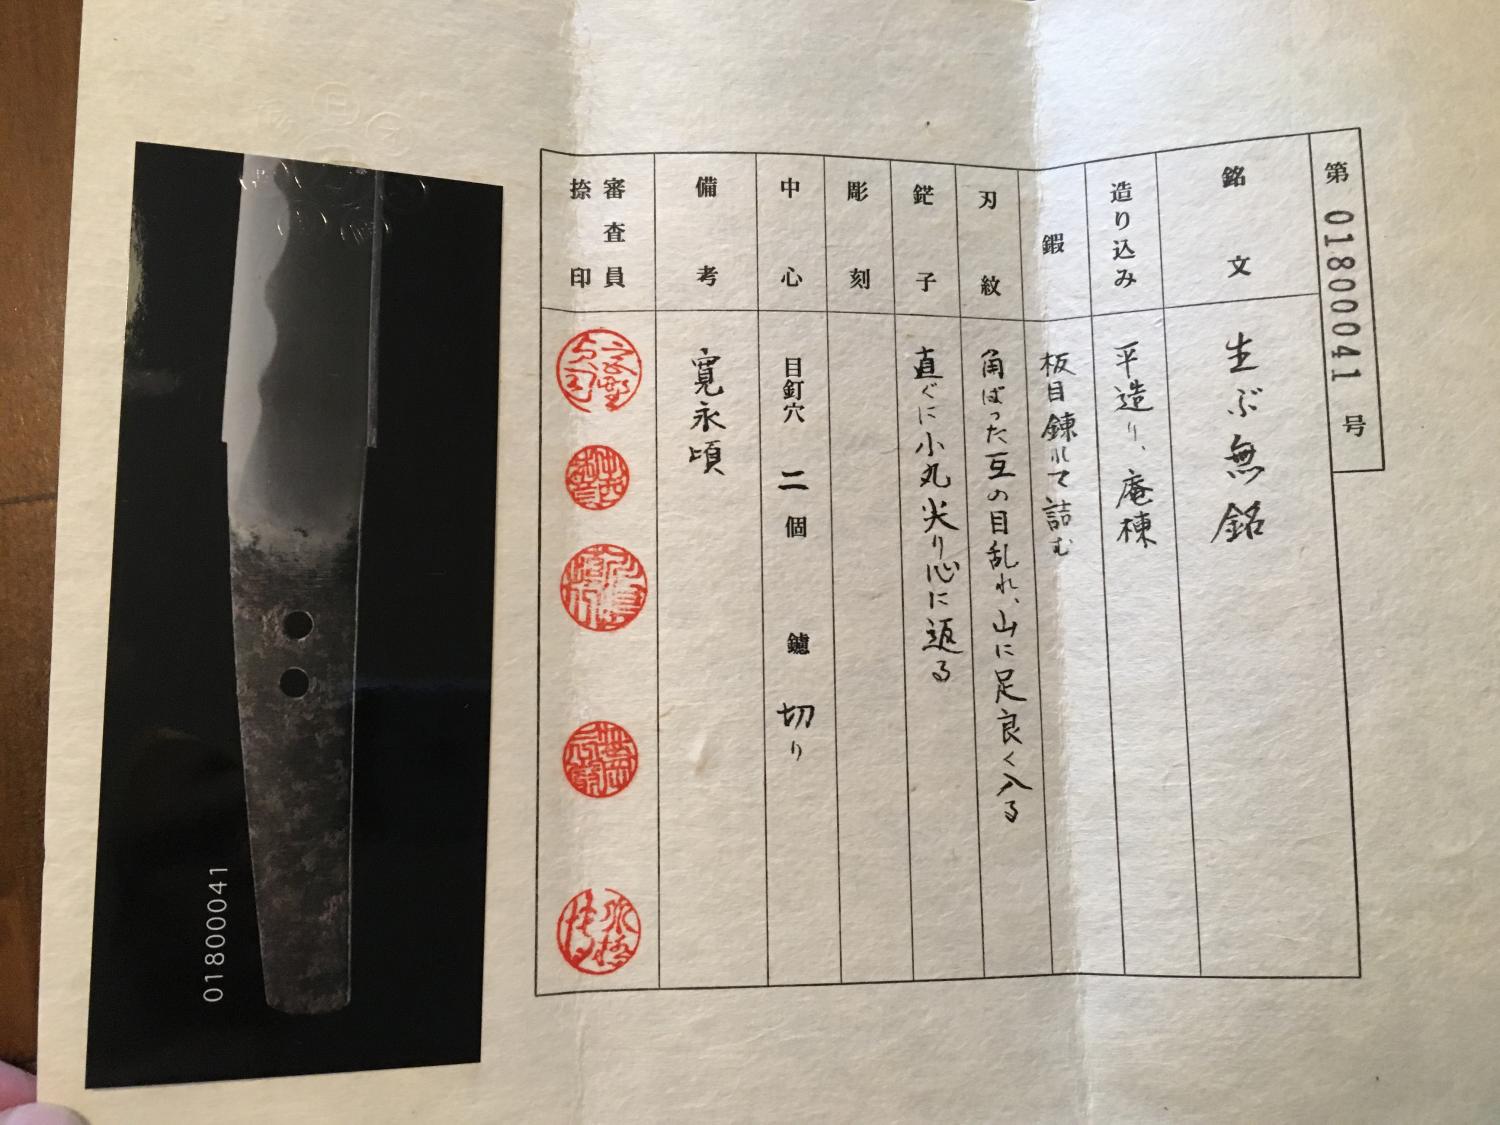 第 01800041 号
銘文 生ぶ無銘
造り込み 平造り、庵棟
鍜 板目錬れて詰む
刃紋 角ばった互の目乱れ、山に足良く入る
鋩子 直ぐに小丸尖り心に返る
彫刻
中心 目釘穴 二 個 鑢 切り
備考 寛永頃
審査員
捺印
01800041